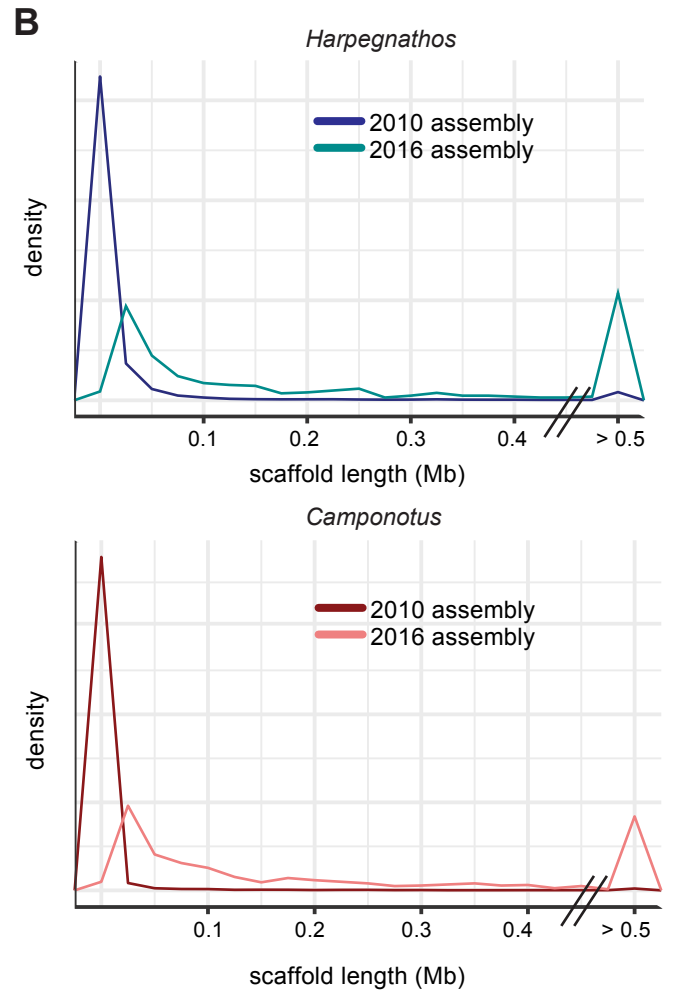 B
Harpegnathos
2010 assembly
2016 assembly
density
0.1 0.2 0.3 0.4 > 0.5
scaffold length (Mb)
Camponotus
2010 assembly
2016 assembly
density
0.1 0.2 0.3 0.4 > 0.5
scaffold length (Mb)